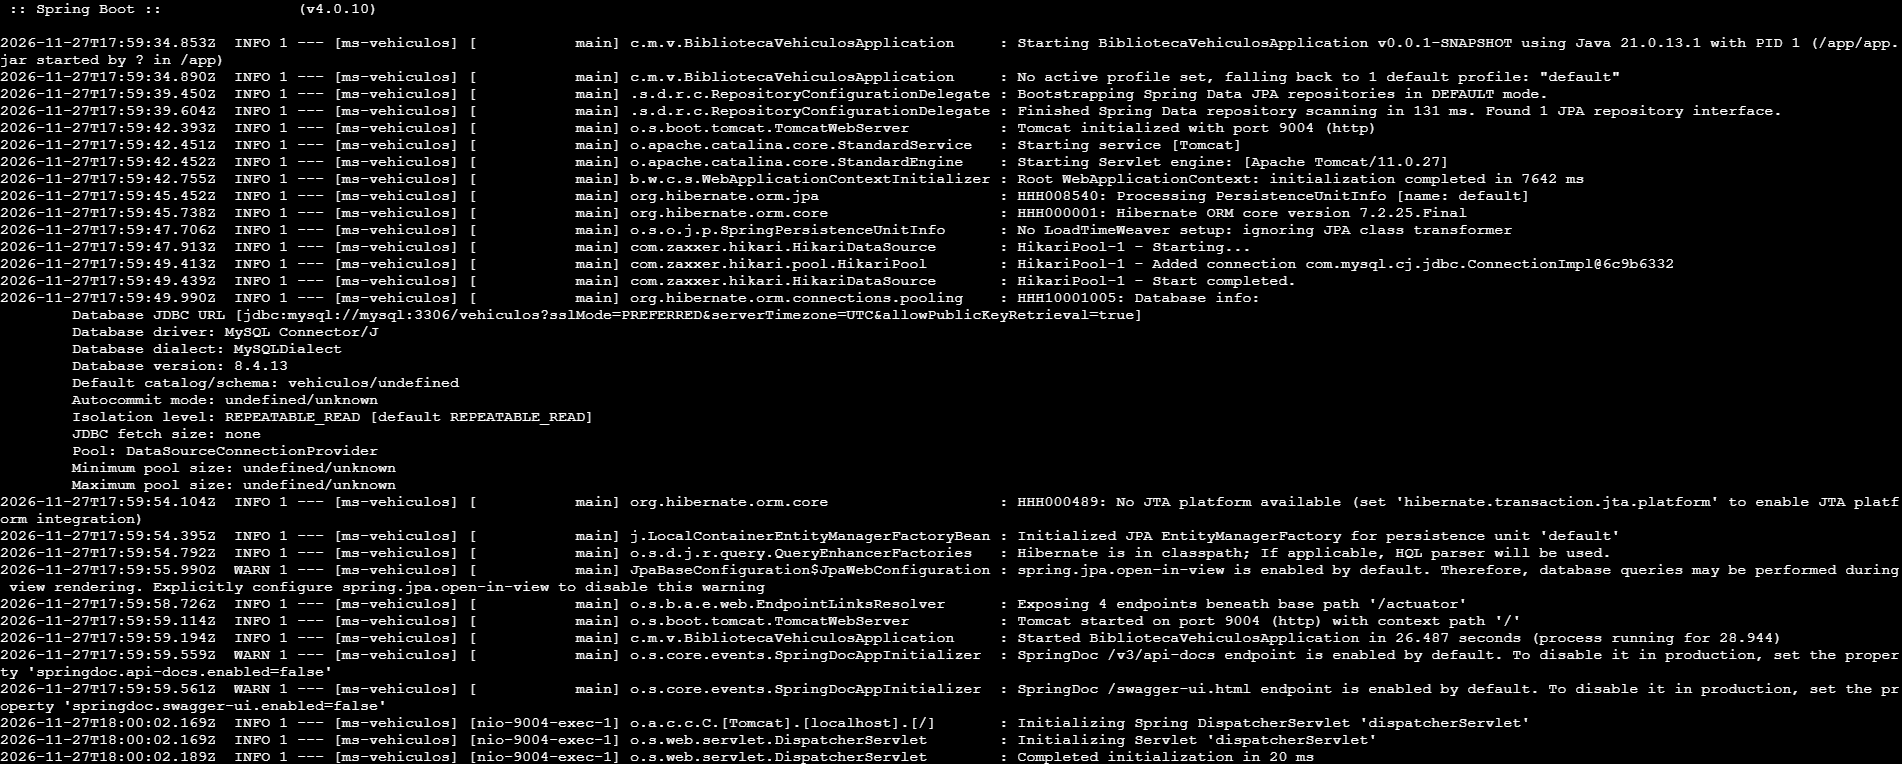 :: Spring Boot ::                (v4.0.10)
2026-11-27T17:59:34.853Z  INFO 1 --- [ms-vehiculos] [           main] c.m.v.BibliotecaVehiculosApplication     : Starting BibliotecaVehiculosApplication v0.0.1-SNAPSHOT using Java 21.0.13.1 with PID 1 (/app/app.
jar started by ? in /app)
2026-11-27T17:59:34.890Z  INFO 1 --- [ms-vehiculos] [           main] c.m.v.BibliotecaVehiculosApplication     : No active profile set, falling back to 1 default profile: "default"
2026-11-27T17:59:39.450Z  INFO 1 --- [ms-vehiculos] [           main] .s.d.r.c.RepositoryConfigurationDelegate : Bootstrapping Spring Data JPA repositories in DEFAULT mode.
2026-11-27T17:59:39.604Z  INFO 1 --- [ms-vehiculos] [           main] .s.d.r.c.RepositoryConfigurationDelegate : Finished Spring Data repository scanning in 131 ms. Found 1 JPA repository interface.
2026-11-27T17:59:42.393Z  INFO 1 --- [ms-vehiculos] [           main] o.s.boot.tomcat.TomcatWebServer          : Tomcat initialized with port 9004 (http)
2026-11-27T17:59:42.451Z  INFO 1 --- [ms-vehiculos] [           main] o.apache.catalina.core.StandardService   : Starting service [Tomcat]
2026-11-27T17:59:42.452Z  INFO 1 --- [ms-vehiculos] [           main] o.apache.catalina.core.StandardEngine    : Starting Servlet engine: [Apache Tomcat/11.0.27]
2026-11-27T17:59:42.755Z  INFO 1 --- [ms-vehiculos] [           main] b.w.c.s.WebApplicationContextInitializer : Root WebApplicationContext: initialization completed in 7642 ms
2026-11-27T17:59:45.452Z  INFO 1 --- [ms-vehiculos] [           main] org.hibernate.orm.jpa                    : HHH008540: Processing PersistenceUnitInfo [name: default]
2026-11-27T17:59:45.738Z  INFO 1 --- [ms-vehiculos] [           main] org.hibernate.orm.core                   : HHH000001: Hibernate ORM core version 7.2.25.Final
2026-11-27T17:59:47.706Z  INFO 1 --- [ms-vehiculos] [           main] o.s.o.j.p.SpringPersistenceUnitInfo      : No LoadTimeWeaver setup: ignoring JPA class transformer
2026-11-27T17:59:47.913Z  INFO 1 --- [ms-vehiculos] [           main] com.zaxxer.hikari.HikariDataSource       : HikariPool-1 - Starting...
2026-11-27T17:59:49.413Z  INFO 1 --- [ms-vehiculos] [           main] com.zaxxer.hikari.pool.HikariPool        : HikariPool-1 - Added connection com.mysql.cj.jdbc.ConnectionImpl@6c9b6332
2026-11-27T17:59:49.439Z  INFO 1 --- [ms-vehiculos] [           main] com.zaxxer.hikari.HikariDataSource       : HikariPool-1 - Start completed.
2026-11-27T17:59:49.990Z  INFO 1 --- [ms-vehiculos] [           main] org.hibernate.orm.connections.pooling    : HHH10001005: Database info:
        Database JDBC URL [jdbc:mysql://mysql:3306/vehiculos?sslMode=PREFERRED&serverTimezone=UTC&allowPublicKeyRetrieval=true]
        Database driver: MySQL Connector/J
        Database dialect: MySQLDialect
        Database version: 8.4.13
        Default catalog/schema: vehiculos/undefined
        Autocommit mode: undefined/unknown
        Isolation level: REPEATABLE_READ [default REPEATABLE_READ]
        JDBC fetch size: none
        Pool: DataSourceConnectionProvider
        Minimum pool size: undefined/unknown
        Maximum pool size: undefined/unknown
2026-11-27T17:59:54.104Z  INFO 1 --- [ms-vehiculos] [           main] org.hibernate.orm.core                   : HHH000489: No JTA platform available (set 'hibernate.transaction.jta.platform' to enable JTA platf
orm integration)
2026-11-27T17:59:54.395Z  INFO 1 --- [ms-vehiculos] [           main] j.LocalContainerEntityManagerFactoryBean : Initialized JPA EntityManagerFactory for persistence unit 'default'
2026-11-27T17:59:54.792Z  INFO 1 --- [ms-vehiculos] [           main] o.s.d.j.r.query.QueryEnhancerFactories   : Hibernate is in classpath; If applicable, HQL parser will be used.
2026-11-27T17:59:55.990Z  WARN 1 --- [ms-vehiculos] [           main] JpaBaseConfiguration$JpaWebConfiguration : spring.jpa.open-in-view is enabled by default. Therefore, database queries may be performed during
 view rendering. Explicitly configure spring.jpa.open-in-view to disable this warning
2026-11-27T17:59:58.726Z  INFO 1 --- [ms-vehiculos] [           main] o.s.b.a.e.web.EndpointLinksResolver      : Exposing 4 endpoints beneath base path '/actuator'
2026-11-27T17:59:59.114Z  INFO 1 --- [ms-vehiculos] [           main] o.s.boot.tomcat.TomcatWebServer          : Tomcat started on port 9004 (http) with context path '/'
2026-11-27T17:59:59.194Z  INFO 1 --- [ms-vehiculos] [           main] c.m.v.BibliotecaVehiculosApplication     : Started BibliotecaVehiculosApplication in 26.487 seconds (process running for 28.944)
2026-11-27T17:59:59.559Z  WARN 1 --- [ms-vehiculos] [           main] o.s.core.events.SpringDocAppInitializer  : SpringDoc /v3/api-docs endpoint is enabled by default. To disable it in production, set the proper
ty 'springdoc.api-docs.enabled=false'
2026-11-27T17:59:59.561Z  WARN 1 --- [ms-vehiculos] [           main] o.s.core.events.SpringDocAppInitializer  : SpringDoc /swagger-ui.html endpoint is enabled by default. To disable it in production, set the pr
operty 'springdoc.swagger-ui.enabled=false'
2026-11-27T18:00:02.169Z  INFO 1 --- [ms-vehiculos] [nio-9004-exec-1] o.a.c.c.C.[Tomcat].[localhost].[/]       : Initializing Spring DispatcherServlet 'dispatcherServlet'
2026-11-27T18:00:02.169Z  INFO 1 --- [ms-vehiculos] [nio-9004-exec-1] o.s.web.servlet.DispatcherServlet        : Initializing Servlet 'dispatcherServlet'
2026-11-27T18:00:02.189Z  INFO 1 --- [ms-vehiculos] [nio-9004-exec-1] o.s.web.servlet.DispatcherServlet        : Completed initialization in 20 ms